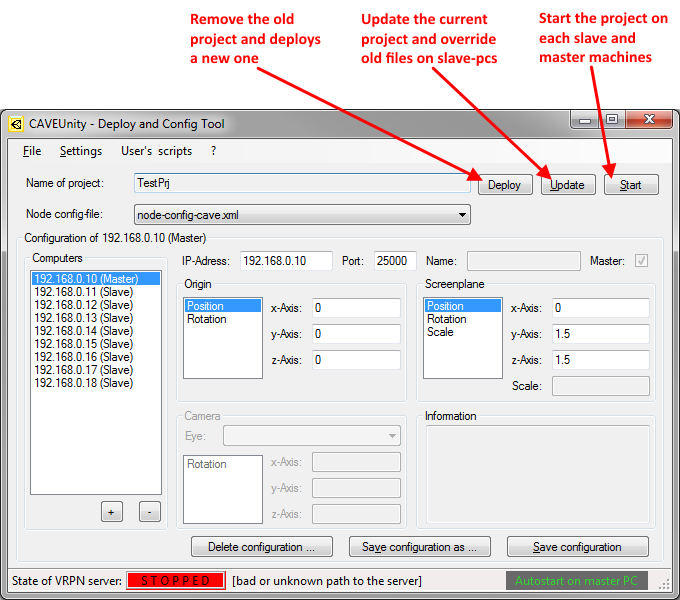 Remove the old
project and deploys
a new one
Update the current
project and override
old files on slave-pcs
Start the project on
each slave and
master machines
CAVEUnity - Deploy and Config Tool
File Settings User's scripts ?
Name of project: TestPrj Deploy Update Start
Node config-file: node-config-cave.xml
Configuration of 192.168.0.10 (Master)
Computers
192.168.0.10 (Master)
192.168.0.11 (Slave)
192.168.0.12 (Slave)
192.168.0.13 (Slave)
192.168.0.14 (Slave)
192.168.0.15 (Slave)
192.168.0.16 (Slave)
192.168.0.17 (Slave)
192.168.0.18 (Slave)
+ -
IP-Adress: 192.168.0.10 Port: 25000 Name: Master:
Origin
Position
Rotation
x-Axis: 0
y-Axis: 0
z-Axis: 0
Screenplane
Position
Rotation
Scale
x-Axis: 0
y-Axis: 1.5
z-Axis: 1.5
Scale:
Camera
Eye:
Rotation
x-Axis:
y-Axis:
z-Axis:
Information
Delete configuration ... Save configuration as ... Save configuration
State of VRPN server: STOPPED [bad or unknown path to the server] Autostart on master PC